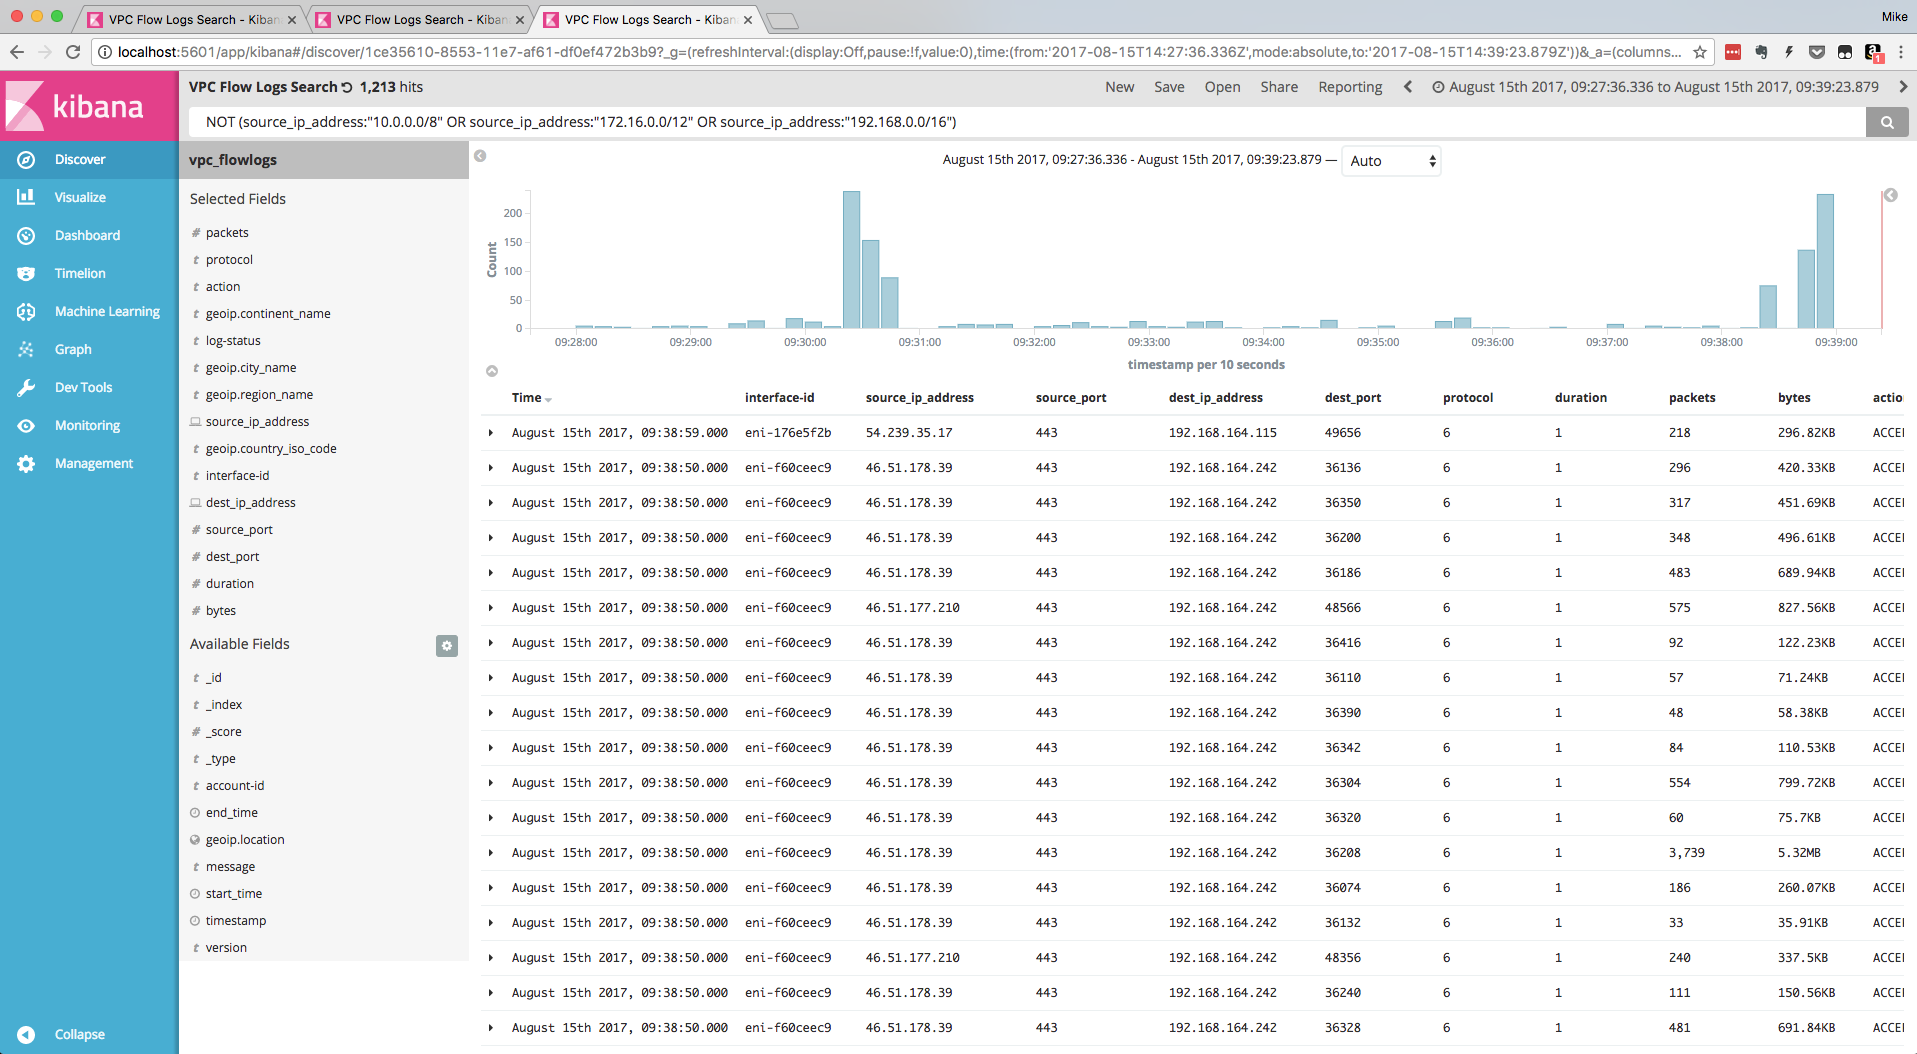 Mike
VPC Flow Logs Search - Kibana
VPC Flow Logs Search - Kibana
VPC Flow Logs Search - Kibana
localhost:5601/app/kibana#/discover/1ce35610-8553-11e7-af61-df0ef472b3b9?_g=(refreshInterval:(display:Off,pause:!f,value:0),time:(from:'2017-08-15T14:27:36.336Z',mode:absolute,to:'2017-08-15T14:39:23.879Z'))&_a=(columns...
1
kibana
VPC Flow Logs Search 1,213 hits
New Save Open Share Reporting August 15th 2017, 09:27:36.336 to August 15th 2017, 09:39:23.879
NOT (source_ip_address:"10.0.0.0/8" OR source_ip_address:"172.16.0.0/12" OR source_ip_address:"192.168.0.0/16")
Discover
Visualize
Dashboard
Timelion
Machine Learning
Graph
Dev Tools
Monitoring
Management
Collapse
vpc_flowlogs
Selected Fields
# packets
t protocol
t action
t geoip.continent_name
t log-status
t geoip.city_name
t geoip.region_name
source_ip_address
t geoip.country_iso_code
t interface-id
dest_ip_address
# source_port
# dest_port
# duration
# bytes
Available Fields
t _id
t _index
# _score
t _type
t account-id
end_time
geoip.location
t message
start_time
timestamp
t version
August 15th 2017, 09:27:36.336 - August 15th 2017, 09:39:23.879 — Auto
Count
200
150
100
50
0
09:28:00 09:29:00 09:30:00 09:31:00 09:32:00 09:33:00 09:34:00 09:35:00 09:36:00 09:37:00 09:38:00 09:39:00
timestamp per 10 seconds
Time interface-id source_ip_address source_port dest_ip_address dest_port protocol duration packets bytes actio
August 15th 2017, 09:38:59.000 eni-176e5f2b 54.239.35.17 443 192.168.164.115 49656 6 1 218 296.82KB ACCE
August 15th 2017, 09:38:50.000 eni-f60ceec9 46.51.178.39 443 192.168.164.242 36136 6 1 296 420.33KB ACCE
August 15th 2017, 09:38:50.000 eni-f60ceec9 46.51.178.39 443 192.168.164.242 36350 6 1 317 451.69KB ACCE
August 15th 2017, 09:38:50.000 eni-f60ceec9 46.51.178.39 443 192.168.164.242 36200 6 1 348 496.61KB ACCE
August 15th 2017, 09:38:50.000 eni-f60ceec9 46.51.178.39 443 192.168.164.242 36186 6 1 483 689.94KB ACCE
August 15th 2017, 09:38:50.000 eni-f60ceec9 46.51.177.210 443 192.168.164.242 48566 6 1 575 827.56KB ACCE
August 15th 2017, 09:38:50.000 eni-f60ceec9 46.51.178.39 443 192.168.164.242 36416 6 1 92 122.23KB ACCE
August 15th 2017, 09:38:50.000 eni-f60ceec9 46.51.178.39 443 192.168.164.242 36110 6 1 57 71.24KB ACCE
August 15th 2017, 09:38:50.000 eni-f60ceec9 46.51.178.39 443 192.168.164.242 36390 6 1 48 58.38KB ACCE
August 15th 2017, 09:38:50.000 eni-f60ceec9 46.51.178.39 443 192.168.164.242 36342 6 1 84 110.53KB ACCE
August 15th 2017, 09:38:50.000 eni-f60ceec9 46.51.178.39 443 192.168.164.242 36304 6 1 554 799.72KB ACCE
August 15th 2017, 09:38:50.000 eni-f60ceec9 46.51.178.39 443 192.168.164.242 36320 6 1 60 75.7KB ACCE
August 15th 2017, 09:38:50.000 eni-f60ceec9 46.51.178.39 443 192.168.164.242 36208 6 1 3,739 5.32MB ACCE
August 15th 2017, 09:38:50.000 eni-f60ceec9 46.51.178.39 443 192.168.164.242 36074 6 1 186 260.07KB ACCE
August 15th 2017, 09:38:50.000 eni-f60ceec9 46.51.178.39 443 192.168.164.242 36132 6 1 33 35.91KB ACCE
August 15th 2017, 09:38:50.000 eni-f60ceec9 46.51.177.210 443 192.168.164.242 48356 6 1 240 337.5KB ACCE
August 15th 2017, 09:38:50.000 eni-f60ceec9 46.51.178.39 443 192.168.164.242 36240 6 1 111 150.56KB ACCE
August 15th 2017, 09:38:50.000 eni-f60ceec9 46.51.178.39 443 192.168.164.242 36328 6 1 481 691.84KB ACCE